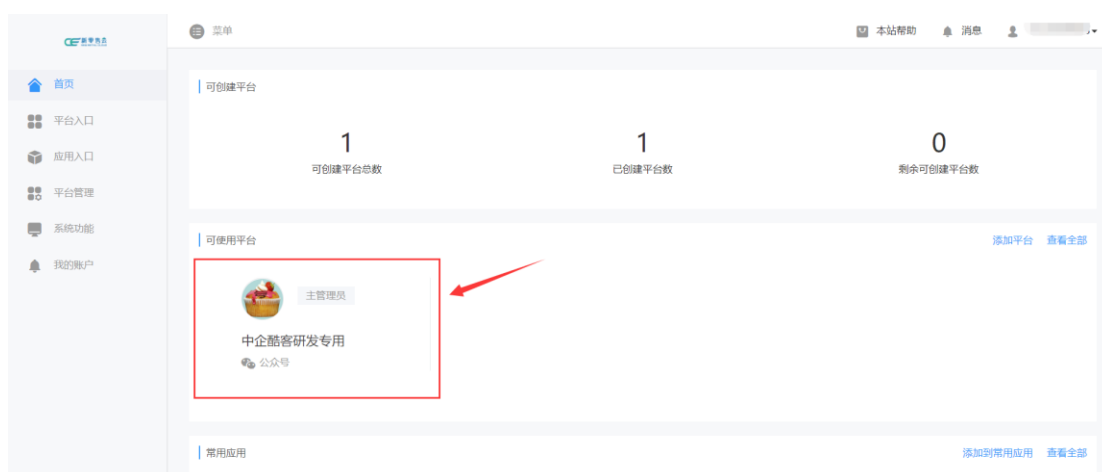 菜单
本站帮助
消息
首页
平台入口
应用入口
平台管理
系统功能
我的账户
可创建平台
1
可创建平台总数
1
已创建平台数
0
剩余可创建平台数
可使用平台
添加平台 查看全部
主管理员
中企酷客研发专用
公众号
常用应用
添加到常用应用 查看全部